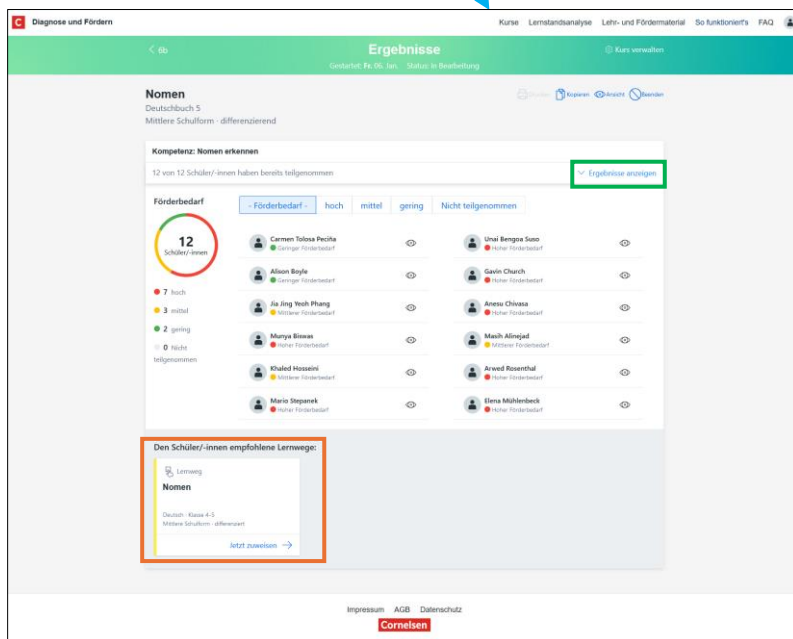 C Diagnose und Fördern
Kurse Lernstandsanalyse Lehr- und Fördermaterial So funktioniert's FAQ
< 6b
Ergebnisse
Kurs verwalten
Gestartet: Fr. 06. Jan. Status: in Bearbeitung
Nomen
Kopieren Ansicht Beenden
Deutschbuch 5
Mittlere Schulform - differenzierend
Kompetenz: Nomen erkennen
12 von 12 Schüler/-innen haben bereits teilgenommen
Ergebnisse anzeigen
Förderbedarf
- Förderbedarf - hoch mittel gering Nicht teilgenommen
12
Schüler/-innen
7 hoch
3 mittel
2 gering
0 Nicht
teilgenommen
Carmen Tolosa Peciña
Geringer Förderbedarf
Unai Bengoa Suso
Hoher Förderbedarf
Alison Boyle
Geringer Förderbedarf
Gavin Church
Hoher Förderbedarf
Jia Jing Yeoh Phang
Mittlerer Förderbedarf
Anesu Chivasa
Hoher Förderbedarf
Munya Biswas
Hoher Förderbedarf
Masih Alinejad
Mittlerer Förderbedarf
Khaled Hosseini
Mittlerer Förderbedarf
Arwed Rosenthal
Hoher Förderbedarf
Mario Stepanek
Hoher Förderbedarf
Elena Mühlenbeck
Hoher Förderbedarf
Den Schüler/-innen empfohlene Lernwege:
Lernweg
Nomen
Deutsch - Klasse 4-5
Mittlere Schulform - differenziert
Jetzt zuweisen →
Impressum AGB Datenschutz
Cornelsen